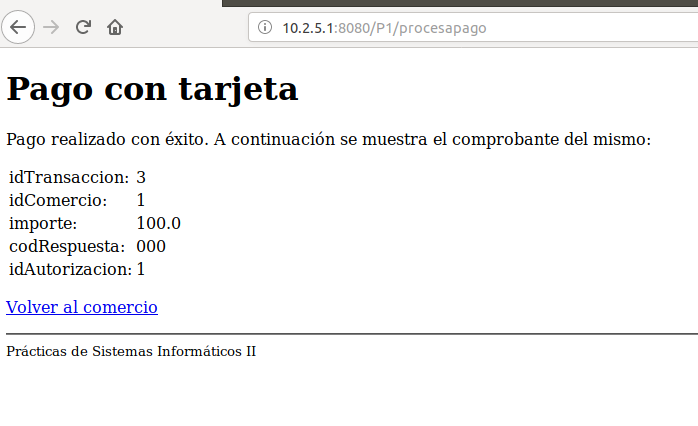 10.2.5.1:8080/P1/procesapago
Pago con tarjeta
Pago realizado con éxito. A continuación se muestra el comprobante del mismo:
idTransaccion: 3
idComercio: 1
importe: 100.0
codRespuesta: 000
idAutorizacion: 1
Volver al comercio
Prácticas de Sistemas Informáticos II